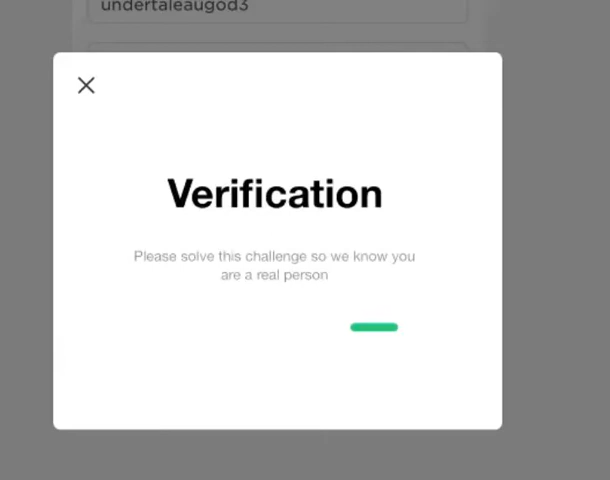 undertaleaugod3
Verification
Please solve this challenge so we know you
are a real person